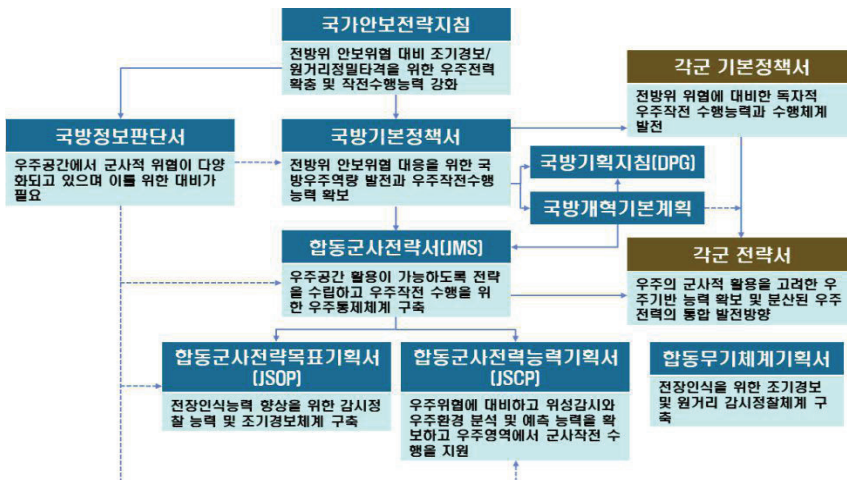 국가안보전략지침
전방위 안보위협 대비 조기경보/
원거리정밀타격을 위한 우주전력
확충 및 작전수행능력 강화
각군 기본정책서
전방위 위협에 대비한 독자적
우주작전 수행능력과 수행체계
발전
국방정보판단서
우주공간에서 군사적 위협이 다양
화되고 있으며 이를 위한 대비가
필요
국방기본정책서
전방위 안보위협 대응을 위한 국
방우주역량 발전과 우주작전수행
능력 확보
국방기획지침(DPG)
국방개혁기본계획
합동군사전략서(JMS)
우주공간 활용이 가능하도록 전략
을 수립하고 우주작전 수행을 위
한 우주통제체계 구축
각군 전략서
우주의 군사적 활용을 고려한 우
주기반 능력 확보 및 분산된 우주
전력의 통합 발전방향
합동군사전략목표기획서
(JSOP)
전장인식능력 향상을 위한 감시정
찰 능력 및 조기경보체계 구축
합동군사전력능력기획서
(JSCP)
우주위협에 대비하고 위성감시와
우주환경 분석 및 예측 능력을 확
보하고 우주영역에서 군사작전 수
행을 지원
합동무기체계기획서
전장인식을 위한 조기경보
및 원거리 감시정찰체계 구
축